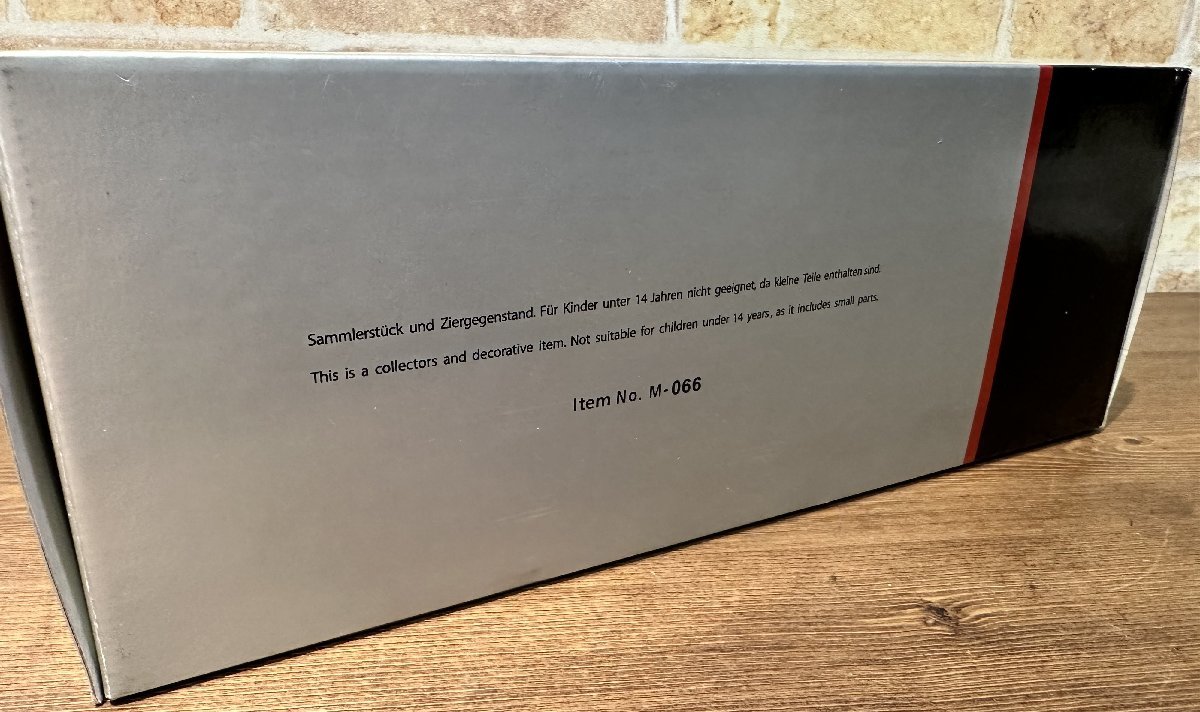 Sammlerstück und Ziergegenstand. Für Kinder unter 14 Jahren nicht geeignet, da kleine Teile enthalten sind.
This is a collectors and decorative item. Not suitable for children under 14 years, as it includes small parts.
Item No. M-066